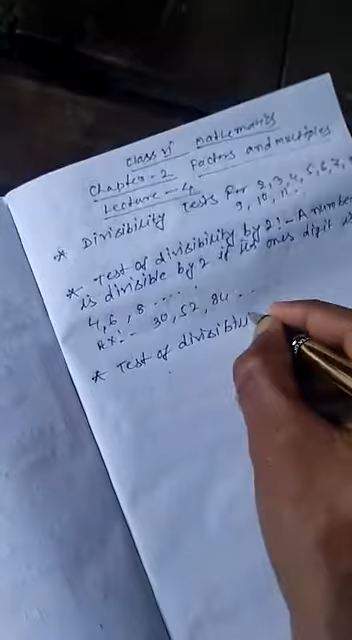 Class VI Mathematics
Chapter-2 Factors and multiples
Lecture-4
* Divisibility Tests For 2, 3, 4, 5, 6, 7,
9, 10, 11..
* Test of divisibility by 2:- A number
is divisible by 2 if its ones digit is
4, 6, 8 .....
Ex:- 30, 52, 84 ...
* Test of divisibili